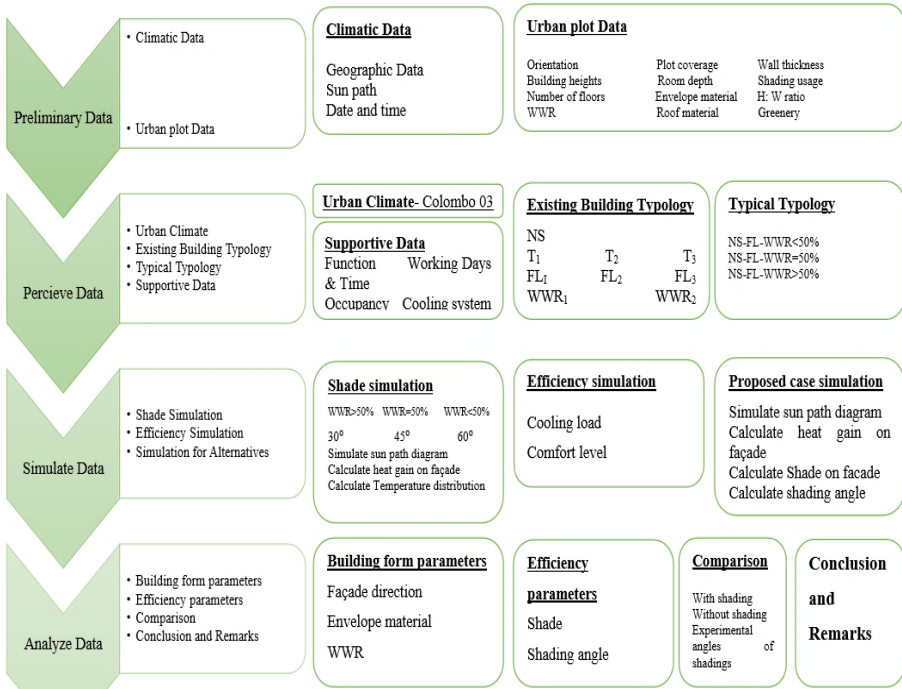 Preliminary Data
• Climatic Data
• Urban plot Data
Climatic Data
Geographic Data
Sun path
Date and time
Urban plot Data
Orientation Plot coverage Wall thickness
Building heights Room depth Shading usage
Number of floors Envelope material H: W ratio
WWR Roof material Greenery
Percieve Data
• Urban Climate
• Existing Building Typology
• Typical Typology
• Supportive Data
Urban Climate- Colombo 03
Supportive Data
Function Working Days
& Time
Occupancy Cooling system
Existing Building Typology
NS
T₁ T₂ T₃
FL₁ FL₂ FL₃
WWR₁ WWR₂
Typical Typology
NS-FL-WWR<50%
NS-FL-WWR=50%
NS-FL-WWR>50%
Simulate Data
• Shade Simulation
• Efficiency Simulation
• Simulation for Alternatives
Shade simulation
WWR>50% WWR=50% WWR<50%
30⁰ 45⁰ 60⁰
Simulate sun path diagram
Calculate heat gain on façade
Calculate Temperature distribution
Efficiency simulation
Cooling load
Comfort level
Proposed case simulation
Simulate sun path diagram
Calculate heat gain on
façade
Calculate Shade on facade
Calculate shading angle
Analyze Data
• Building form parameters
• Efficiency parameters
• Comparison
• Conclusion and Remarks
Building form parameters
Façade direction
Envelope material
WWR
Efficiency
parameters
Shade
Shading angle
Comparison
With shading
Without shading
Experimental
angles of
shadings
Conclusion
and
Remarks